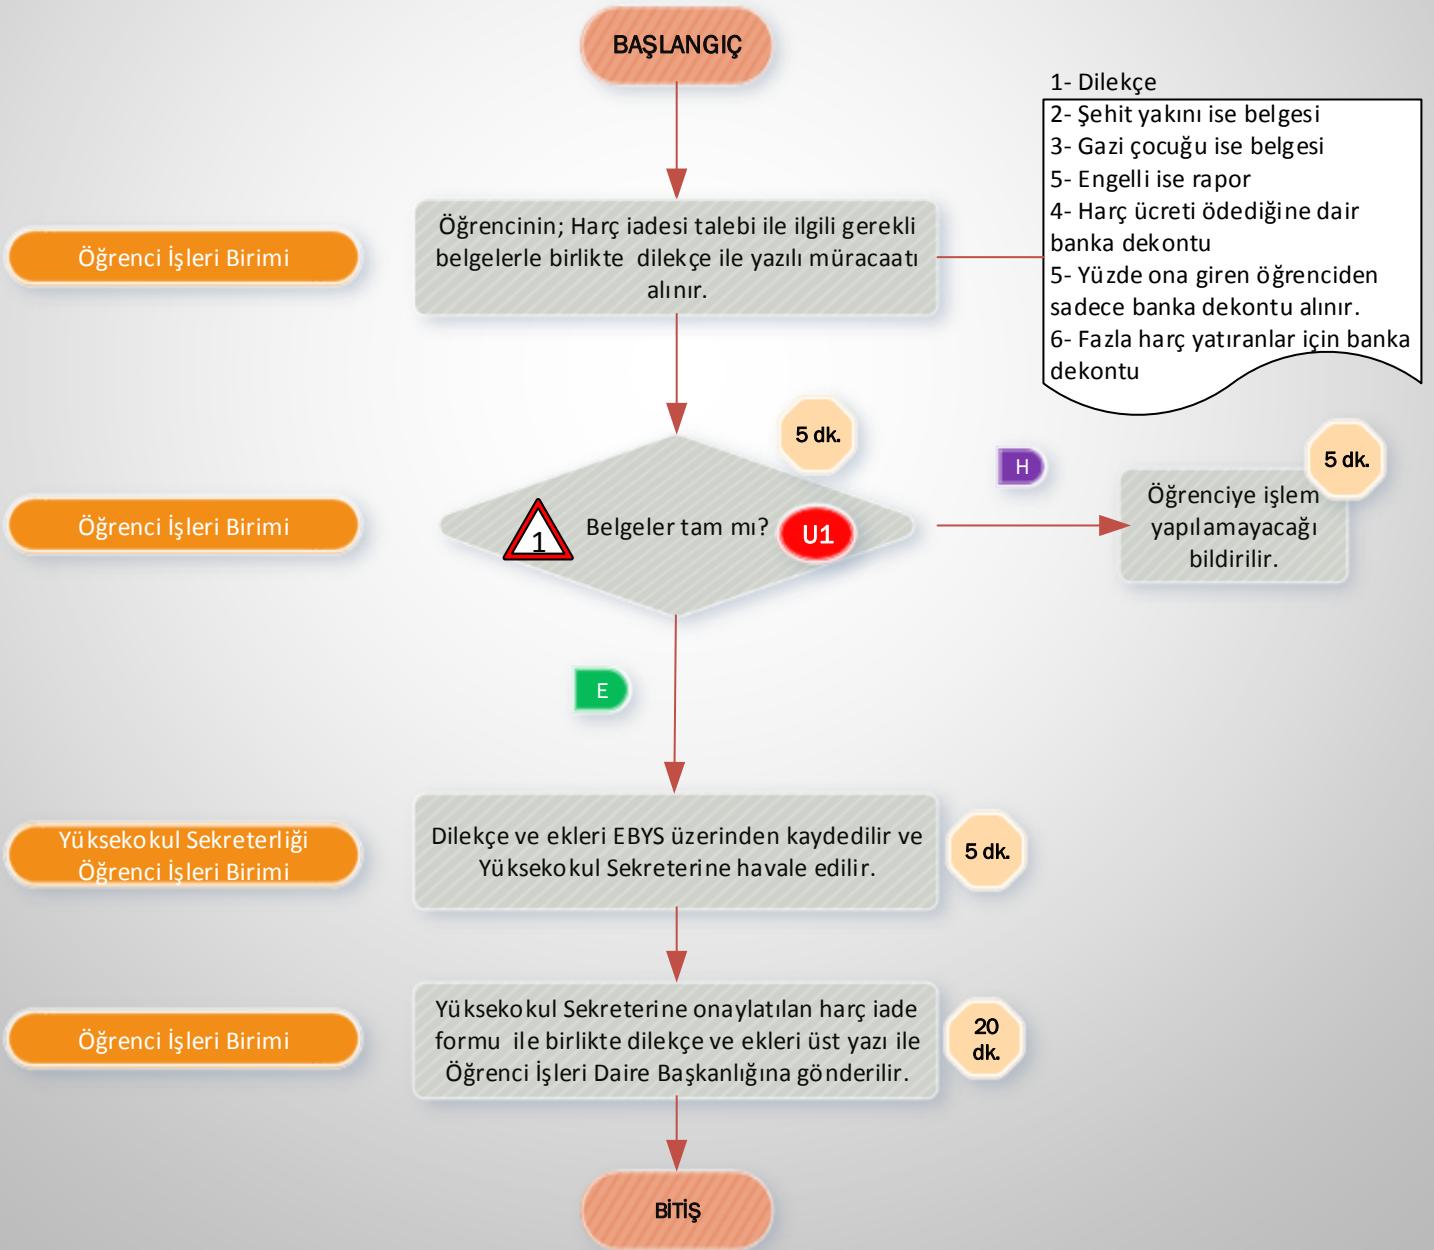 BAŞLANGIÇ
1- Dilekçe
2- Şehit yakını ise belgesi
3- Gazi çocuğu ise belgesi
5- Engelli ise rapor
4- Harç ücreti ödediğine dair
banka dekontu
5- Yüzde ona giren öğrenciden
sadece banka dekontu alınır.
6- Fazla harç yatıranlar için banka
dekontu
Öğrenci İşleri Birimi
Öğrencinin; Harç iadesi talebi ile ilgili gerekli
belgelerle birlikte dilekçe ile yazılı müracaatı
alınır.
5 dk.
Öğrenci İşleri Birimi
1
Belgeler tam mı?
U1
H
5 dk.
Öğrenciye işlem
yapılamayacağı
bildirilir.
E
Yüksekokul Sekreterliği
Öğrenci İşleri Birimi
Dilekçe ve ekleri EBYS üzerinden kaydedilir ve
Yüksekokul Sekreterine havale edilir.
5 dk.
Öğrenci İşleri Birimi
Yüksekokul Sekreterine onaylatılan harç iade
formu ile birlikte dilekçe ve ekleri üst yazı ile
Öğrenci İşleri Daire Başkanlığına gönderilir.
20
dk.
BİTİŞ